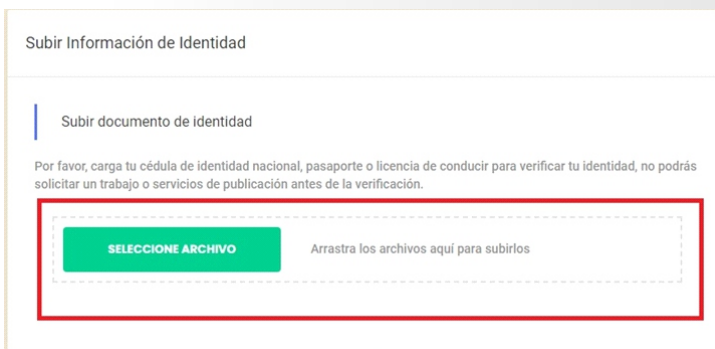 Subir Información de Identidad
Subir documento de identidad
Por favor, carga tu cédula de identidad nacional, pasaporte o licencia de conducir para verificar tu identidad, no podrás
solicitar un trabajo o servicios de publicación antes de la verificación.
SELECCIONE ARCHIVO Arrastra los archivos aquí para subirlos